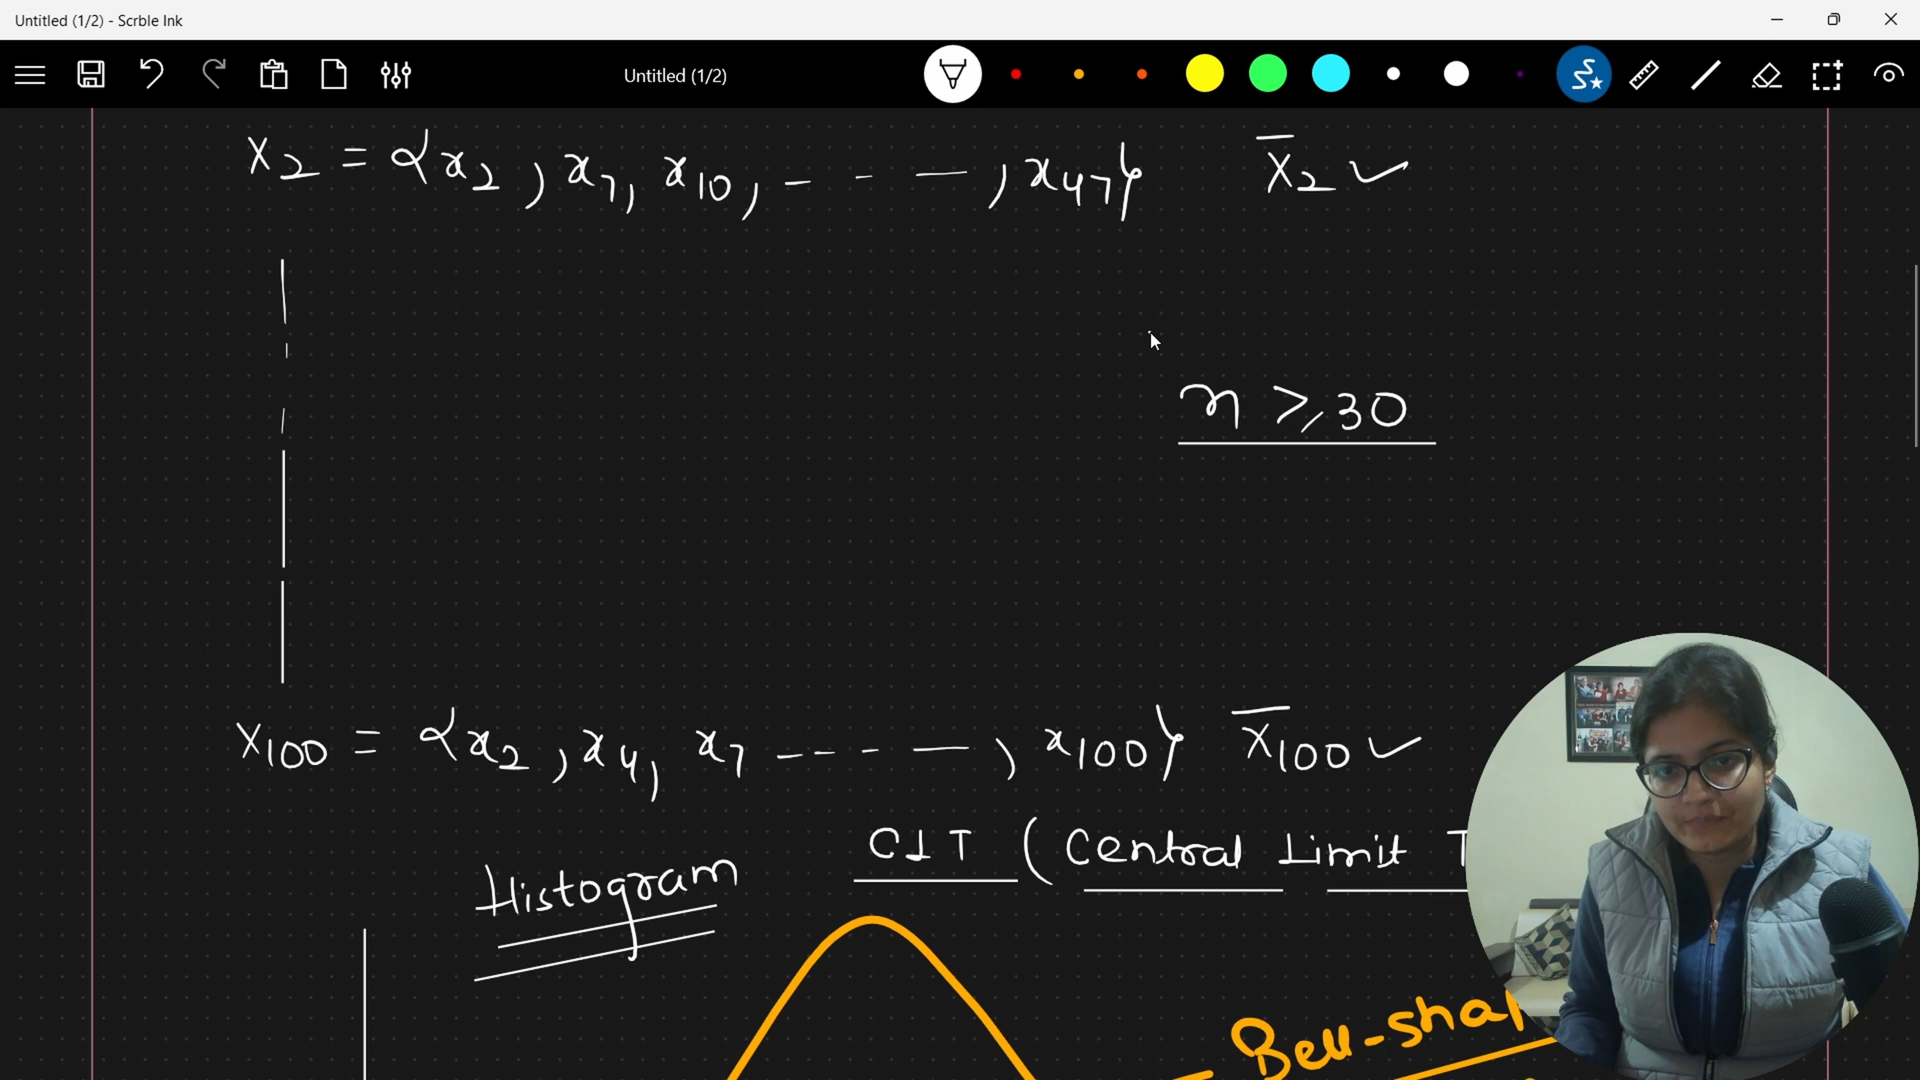 Untitled (1/2) - Scrble Ink
Untitled (1/2)
X₂ = {x₂, x₇, x₁₀, - - —, x₄₇} X̄₂ ✓
n ≥ 30
X₁₀₀ = {x₂, x₄, x₇ - - - - —, x₁₀₀} X̄₁₀₀ ✓
CLT (Central Limit T
Histogram
Bell-shap